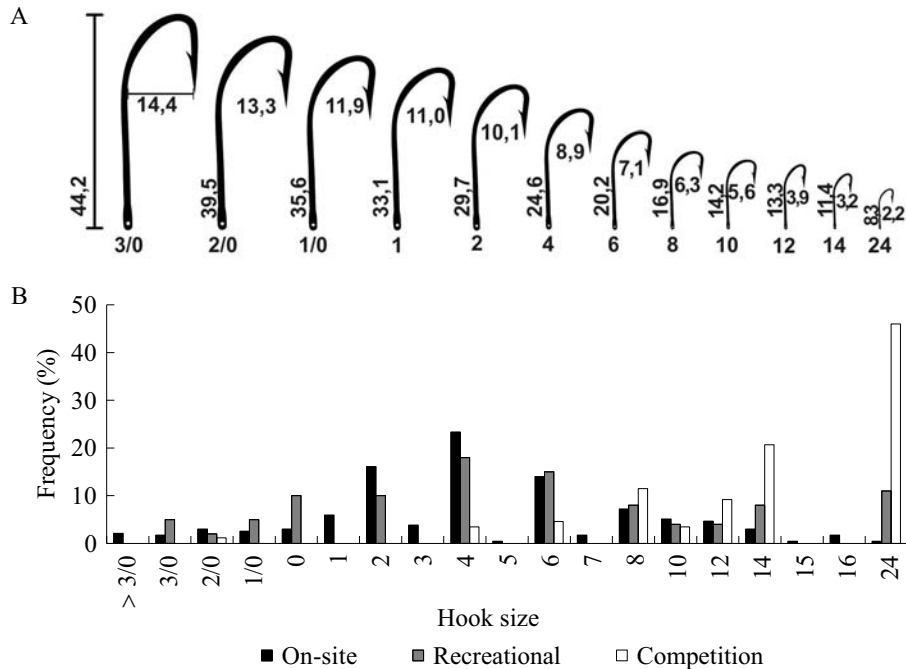 A
44,2 14,4 39,5 13,3 35,6 11,9 33,1 11,0 29,7 10,1 24,6 8,9 20,2 7,1 16,9 6,3 14,2 5,6 13,3 3,9 11,4 3,2 8,3 2,2
3/0 2/0 1/0 1 2 4 6 8 10 12 14 24
B
Frequency (%)
50
40
30
20
10
0
> 3/0 3/0 2/0 1/0 0 1 2 3 4 5 6 7 8 10 12 14 15 16 24
Hook size
On-site Recreational Competition